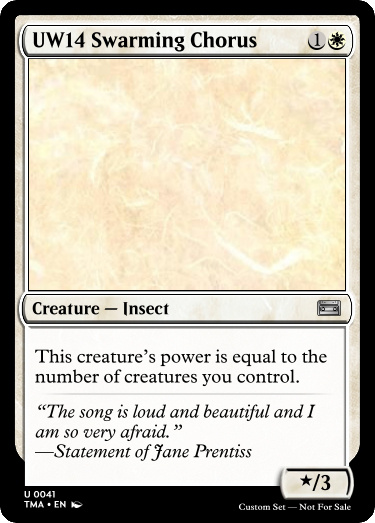 UW14 Swarming Chorus 1
Creature — Insect
This creature's power is equal to the
number of creatures you control.
“The song is loud and beautiful and I
am so very afraid.”
—Statement of Jane Prentiss
★/3
U 0041
TMA • EN
Custom Set — Not For Sale